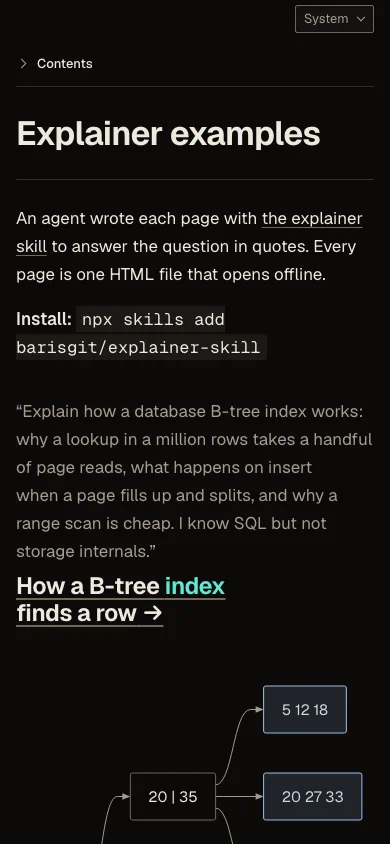 System
Contents
Explainer examples
An agent wrote each page with the explainer
skill to answer the question in quotes. Every
page is one HTML file that opens offline.
Install: npx skills add
barisgit/explainer-skill
“Explain how a database B-tree index works:
why a lookup in a million rows takes a handful
of page reads, what happens on insert
when a page fills up and splits, and why a
range scan is cheap. I know SQL but not
storage internals.”
How a B-tree index
finds a row →
5 12 18
20 | 35
20 27 33